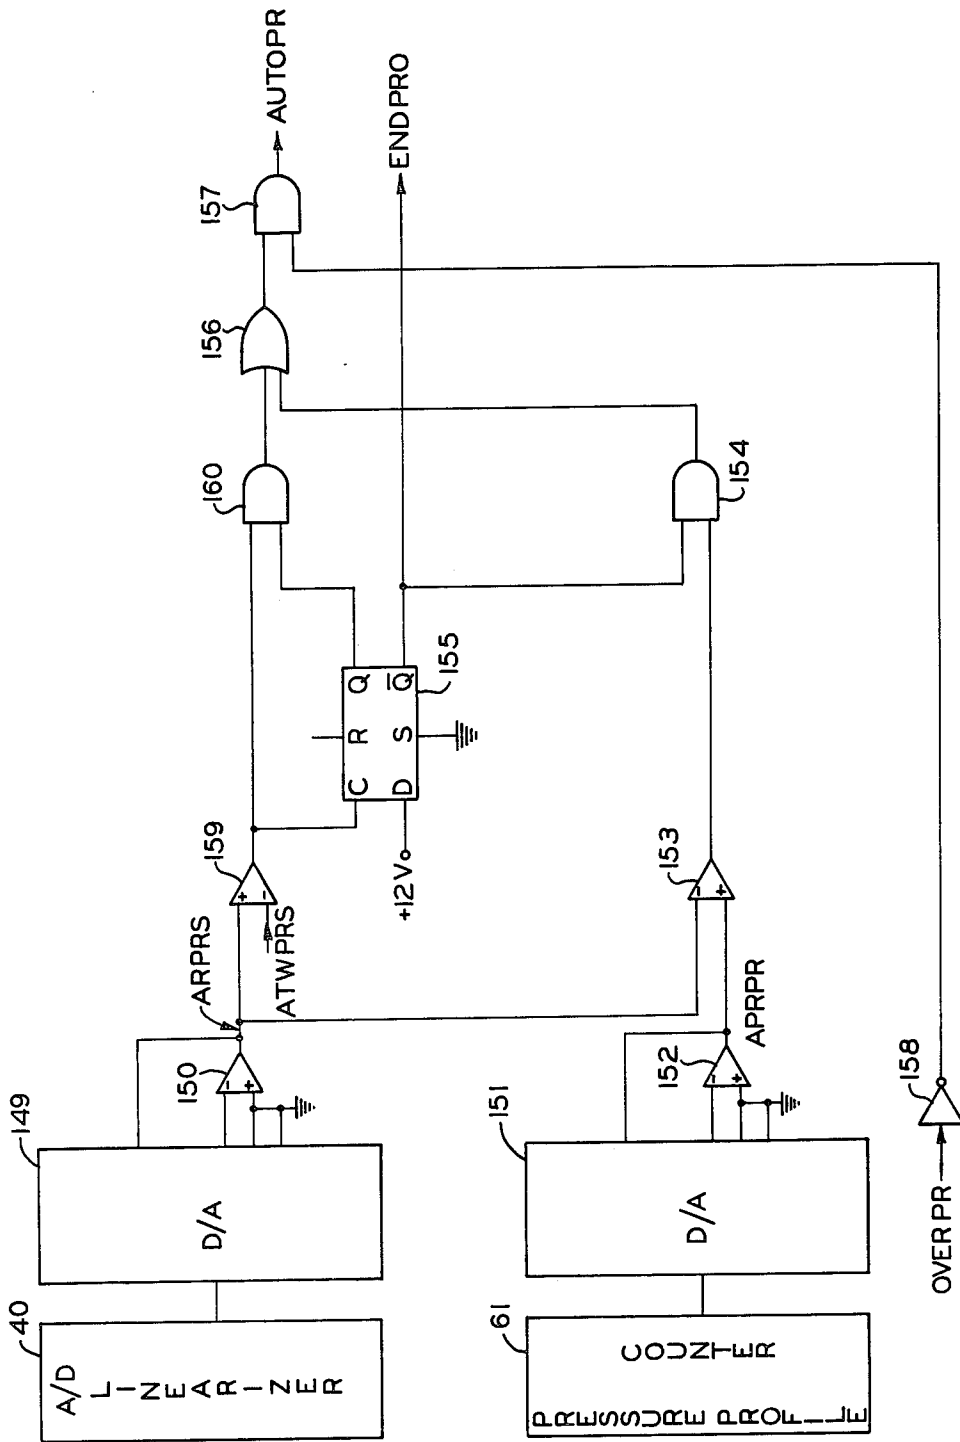 40
A/D
LINEARIZER
149
D/A
150
-
+
ARPRS
159
+
-
ATWPRS
+12V
C
R
Q
D
S
Q̅
155
160
156
157
AUTOPR
ENDPRO
61
PRESSURE PROFILE
COUNTER
151
D/A
152
-
+
APRPR
153
-
+
154
OVERPR
158